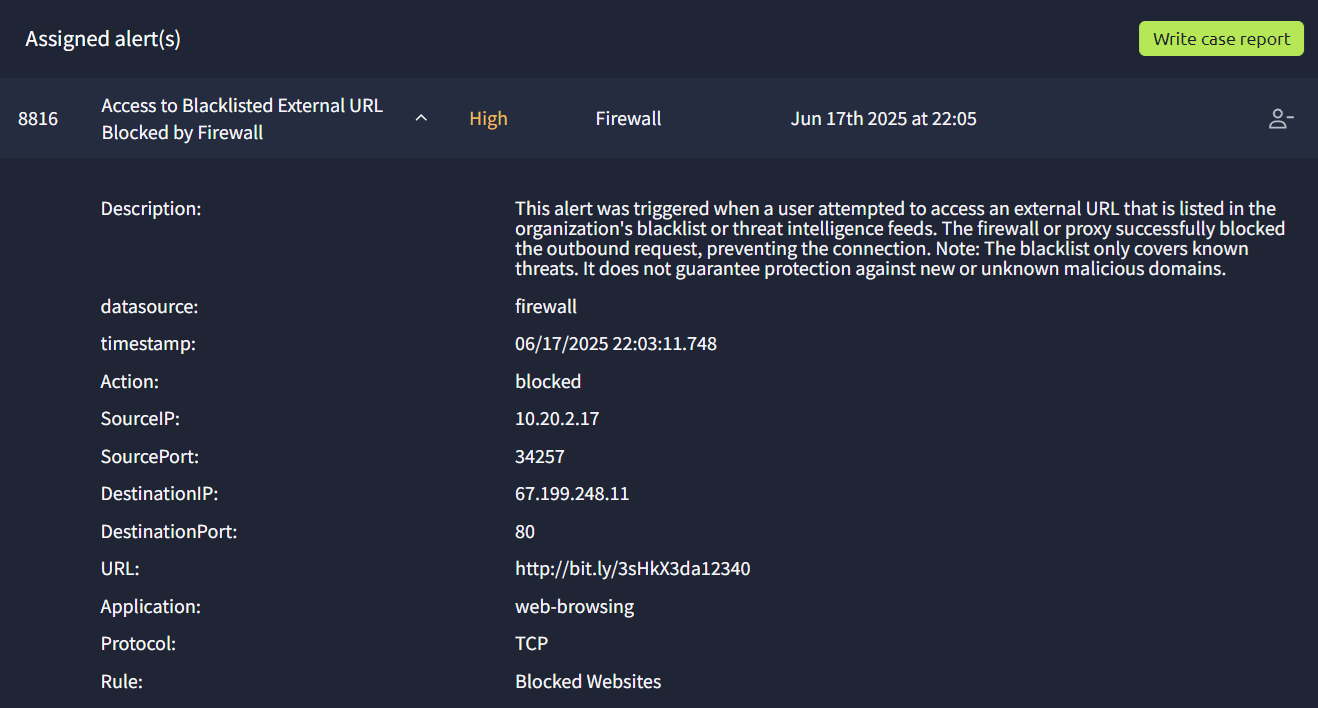 Assigned alert(s)
Write case report
8816
Access to Blacklisted External URL
Blocked by Firewall
High
Firewall
Jun 17th 2025 at 22:05
Description:
This alert was triggered when a user attempted to access an external URL that is listed in the
organization's blacklist or threat intelligence feeds. The firewall or proxy successfully blocked
the outbound request, preventing the connection. Note: The blacklist only covers known
threats. It does not guarantee protection against new or unknown malicious domains.
datasource:
firewall
timestamp:
06/17/2025 22:03:11.748
Action:
blocked
SourceIP:
10.20.2.17
SourcePort:
34257
DestinationIP:
67.199.248.11
DestinationPort:
80
URL:
http://bit.ly/3sHkX3da12340
Application:
web-browsing
Protocol:
TCP
Rule:
Blocked Websites